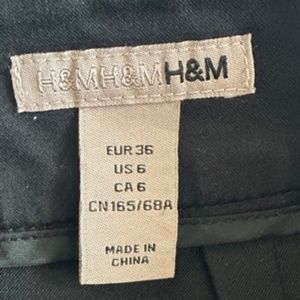 H&MH&MH&M
EUR 36
US 6
CA 6
CN165/68A
MADE IN
CHINA